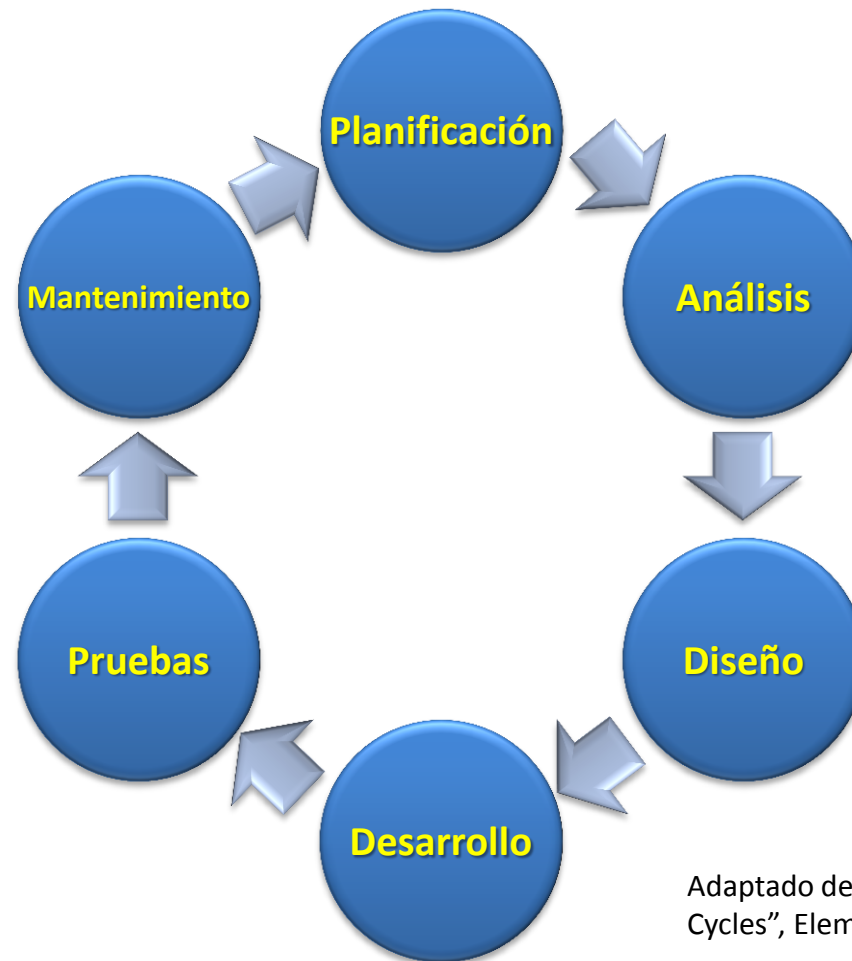 Planificación
Análisis
Diseño
Desarrollo
Pruebas
Mantenimiento
Adaptado de
Cycles”, Elem